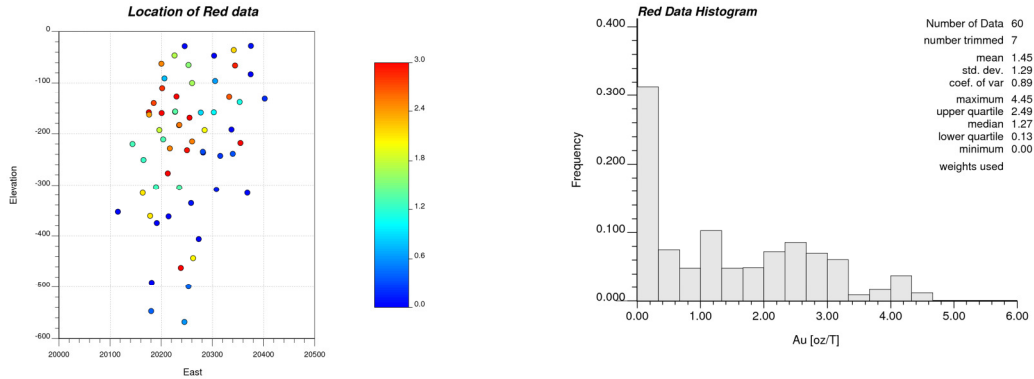 Location of Red data
0
-100
-200
-300
-400
-500
-600
20000
20100
20200
20300
20400
20500
Elevation
East
3.0
2.4
1.8
1.2
0.6
0.0
Red Data Histogram
0.400
0.300
0.200
0.100
0.000
0.00
1.00
2.00
3.00
4.00
5.00
6.0
Frequency
Au [oz/T]
Number of Data 60
number trimmed 7
mean 1.45
std. dev. 1.29
coef. of var 0.89
maximum 4.45
upper quartile 2.49
median 1.27
lower quartile 0.13
minimum 0.00
weights used